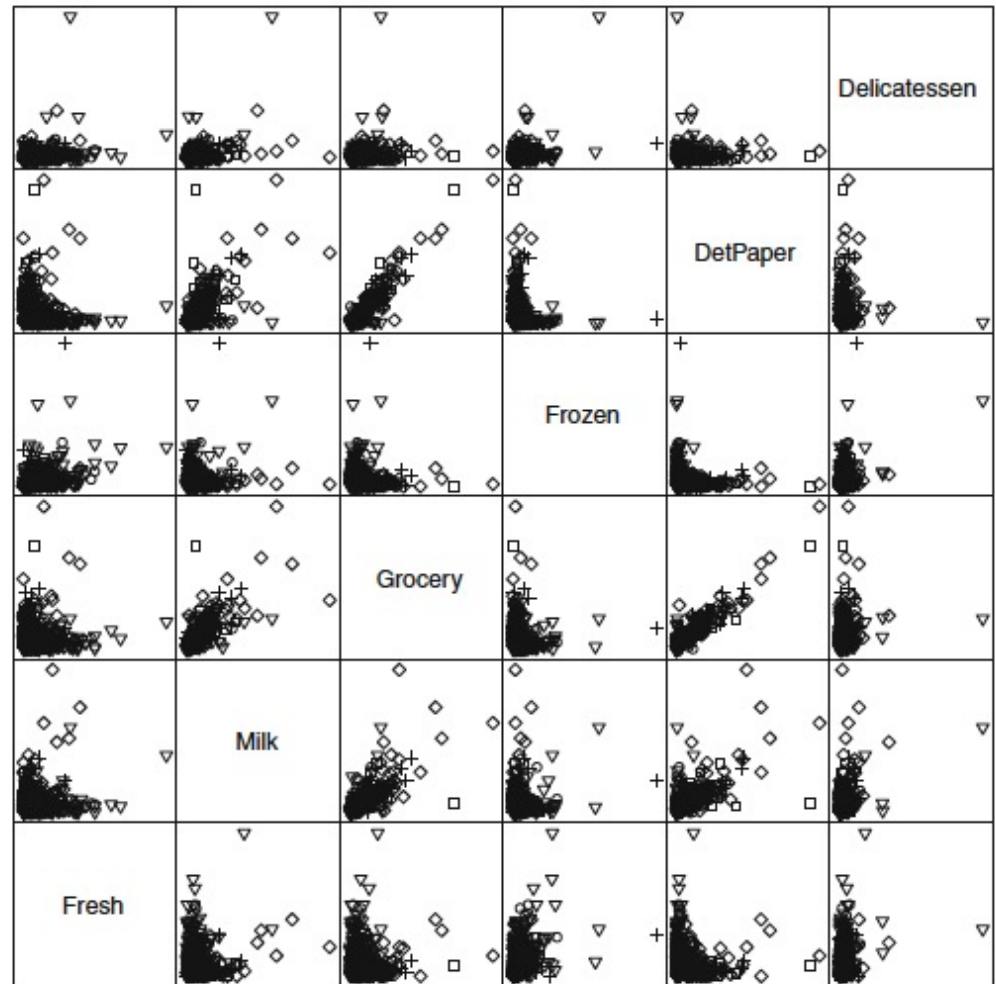 Delicatessen
DetPaper
Frozen
Grocery
Milk
Fresh